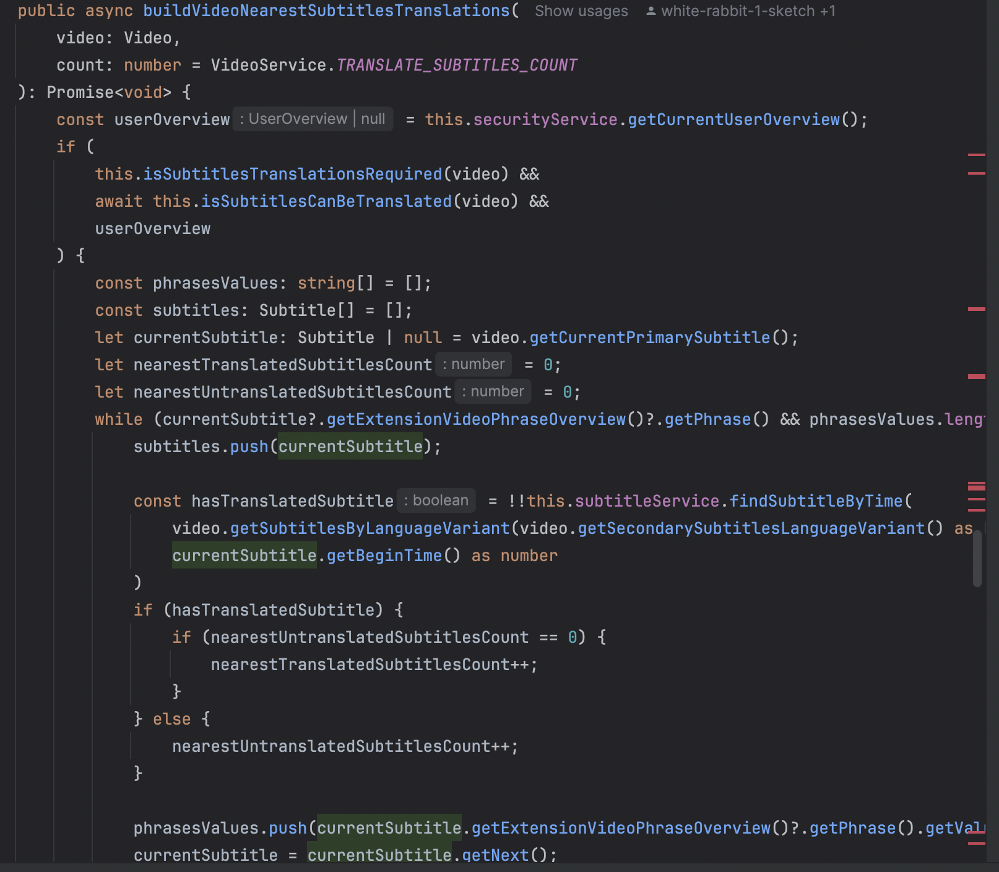 public async buildVideoNearestSubtitlesTranslations( Show usages white-rabbit-1-sketch +1
video: Video,
count: number = VideoService.TRANSLATE_SUBTITLES_COUNT
): Promise<void> {
const userOverview : UserOverview | null = this.securityService.getCurrentUserOverview();
if (
this.isSubtitlesTranslationsRequired(video) &&
await this.isSubtitlesCanBeTranslated(video) &&
userOverview
) {
const phrasesValues: string[] = [];
const subtitles: Subtitle[] = [];
let currentSubtitle: Subtitle | null = video.getCurrentPrimarySubtitle();
let nearestTranslatedSubtitlesCount : number = 0;
let nearestUntranslatedSubtitlesCount : number = 0;
while (currentSubtitle?.getExtensionVideoPhraseOverview()?.getPhrase() && phrasesValues.leng
subtitles.push(currentSubtitle);
const hasTranslatedSubtitle : boolean = !!this.subtitleService.findSubtitleByTime(
video.getSubtitlesByLanguageVariant(video.getSecondarySubtitlesLanguageVariant() as
currentSubtitle.getBeginTime() as number
)
if (hasTranslatedSubtitle) {
if (nearestUntranslatedSubtitlesCount == 0) {
nearestTranslatedSubtitlesCount++;
}
} else {
nearestUntranslatedSubtitlesCount++;
}
phrasesValues.push(currentSubtitle.getExtensionVideoPhraseOverview()?.getPhrase().getVal
currentSubtitle = currentSubtitle.getNext();